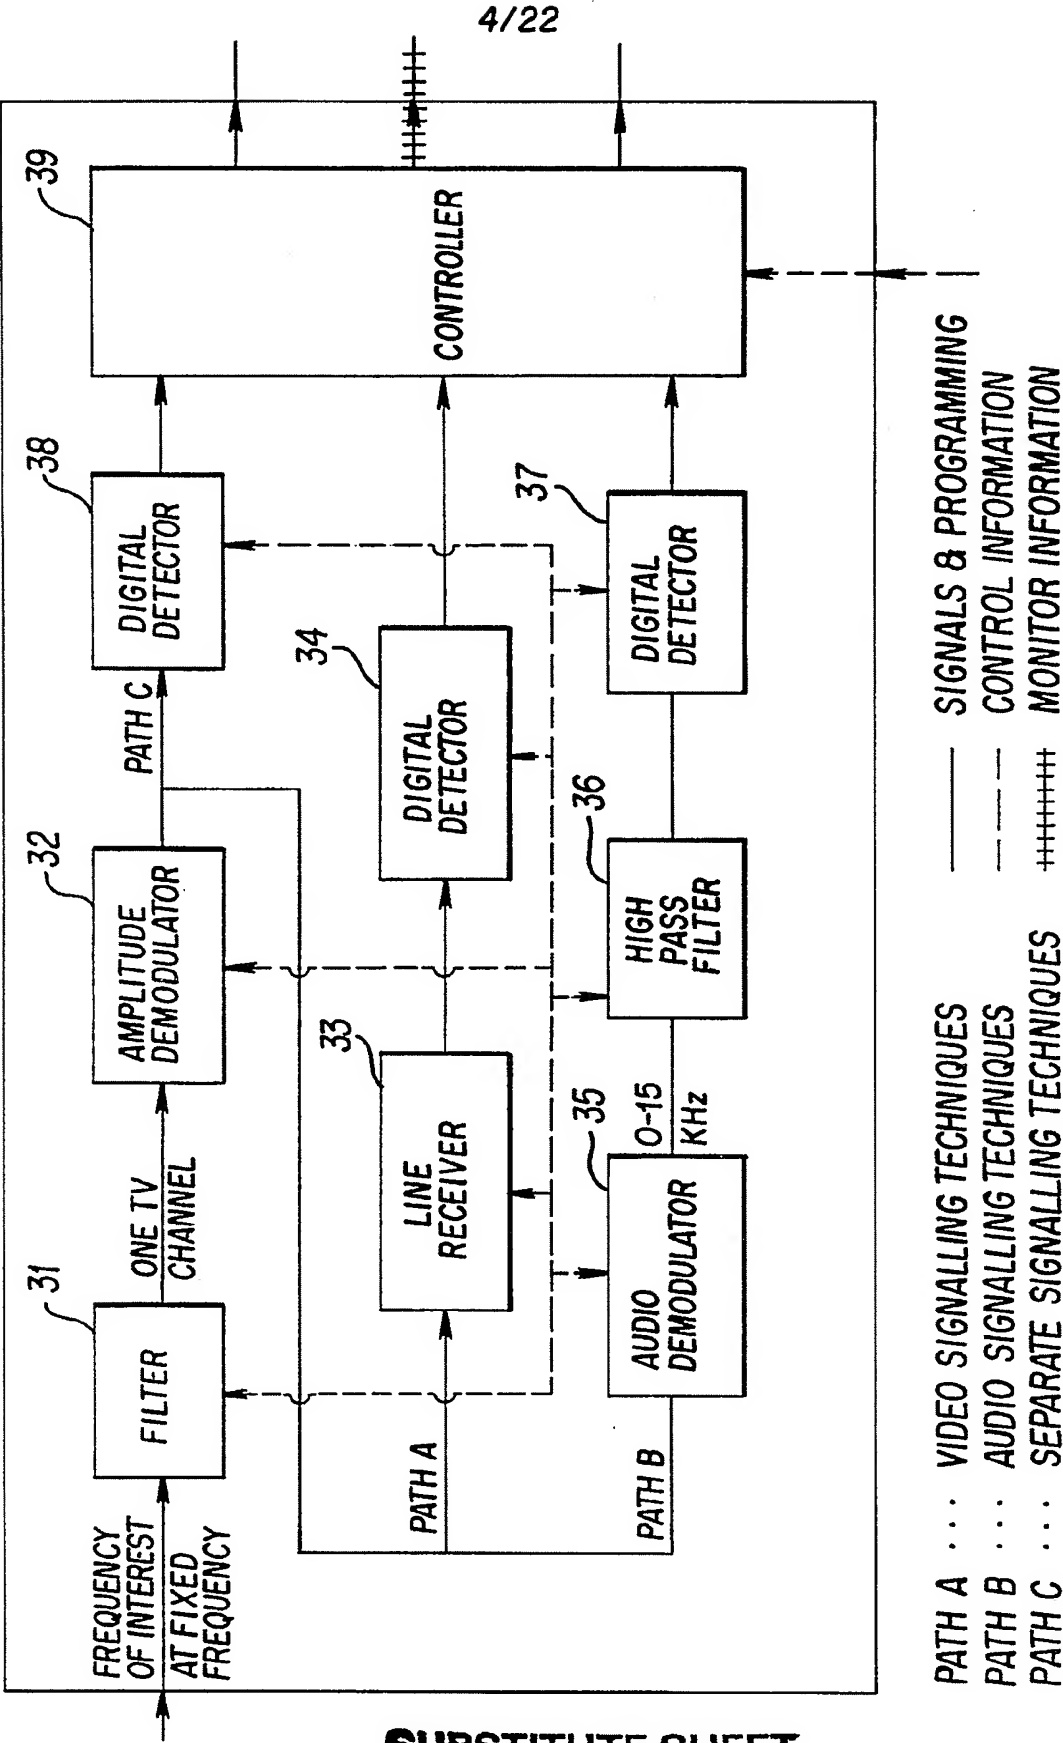 4/22
FREQUENCY
OF INTEREST
AT FIXED
FREQUENCY
31
FILTER
ONE TV
CHANNEL
32
AMPLITUDE
DEMODULATOR
PATH C
38
DIGITAL
DETECTOR
39
CONTROLLER
PATH A
33
LINE
RECEIVER
34
DIGITAL
DETECTOR
PATH B
35
AUDIO
DEMODULATOR
0-15
KHz
36
HIGH
PASS
FILTER
37
DIGITAL
DETECTOR
PATH A ... VIDEO SIGNALLING TECHNIQUES
PATH B ... AUDIO SIGNALLING TECHNIQUES
PATH C ... SEPARATE SIGNALLING TECHNIQUES
SIGNALS & PROGRAMMING
CONTROL INFORMATION
MONITOR INFORMATION
SUBSTITUTE SHEET